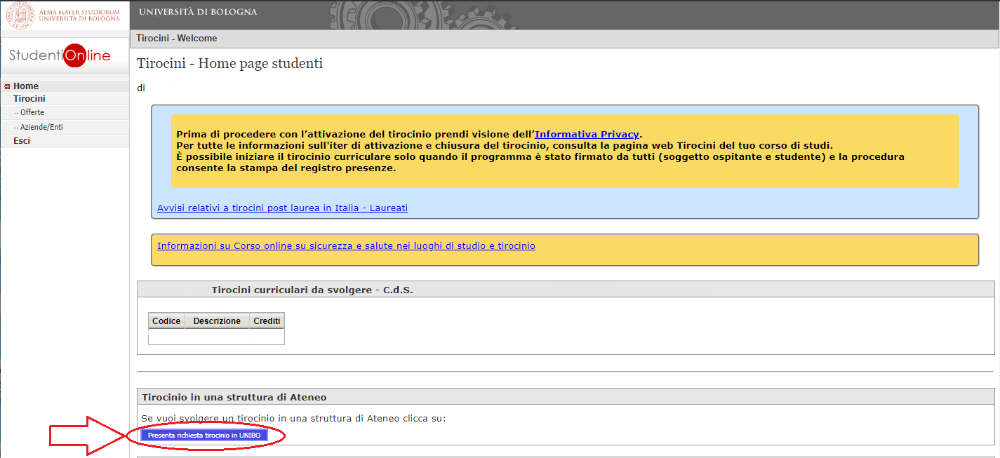 ALMA MATER STUDIORUM
UNIVERSITÀ DI BOLOGNA
UNIVERSITÀ DI BOLOGNA
StudentiOnline
Home
Tirocini
·· Offerte
·· Aziende/Enti
Esci
Tirocini - Welcome
Tirocini - Home page studenti
di
Prima di procedere con l’attivazione del tirocinio prendi visione dell’Informativa Privacy.
Per tutte le informazioni sull'iter di attivazione e chiusura del tirocinio, consulta la pagina web Tirocini del tuo corso di studi.
È possibile iniziare il tirocinio curriculare solo quando il programma è stato firmato da tutti (soggetto ospitante e studente) e la procedura
consente la stampa del registro presenze.
Avvisi relativi a tirocini post laurea in Italia - Laureati
Informazioni su Corso online su sicurezza e salute nei luoghi di studio e tirocinio
Tirocini curriculari da svolgere - C.d.S.
Codice Descrizione Crediti
Tirocinio in una struttura di Ateneo
Se vuoi svolgere un tirocinio in una struttura di Ateneo clicca su:
Presenta richiesta tirocinio in UNIBO